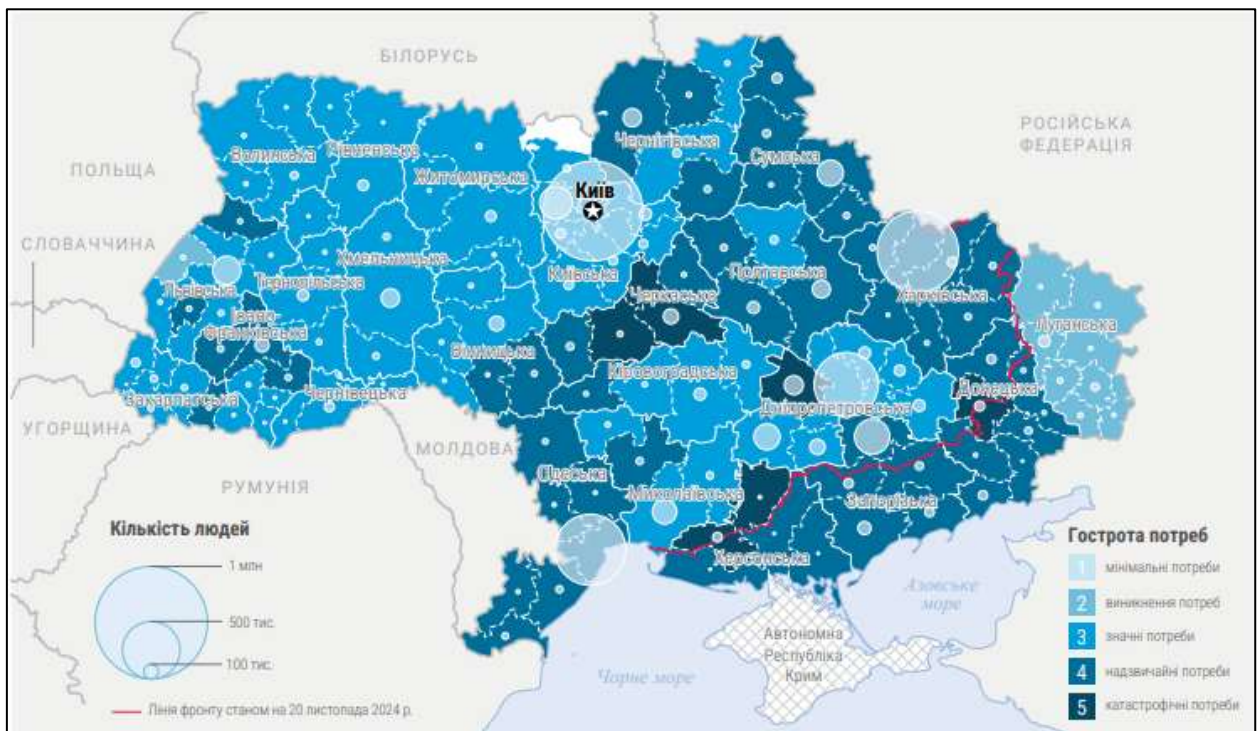 БІЛОРУСЬ
РОСІЙСЬКА
ФЕДЕРАЦІЯ
ПОЛЬЩА
СЛОВАЧЧИНА
УГОРЩИНА
РУМУНІЯ
МОЛДОВА
Волинська
Рівненська
Житомирська
Київ
Чернігівська
Сумська
Львівська
Тернопільська
Хмельницька
Київська
Черкаська
Полтавська
Харківська
Луганська
Івано-
Франківська
Вінницька
Кіровоградська
Дніпропетровська
Донецька
Закарпатська
Чернівецька
Одеська
Миколаївська
Запорізька
Херсонська
Автономна
Республіка
Крим
Азовське
море
Чорне море
Кількість людей
1 млн
500 тис.
100 тис.
Лінія фронту станом на 20 листопада 2024 р.
Гострота потреб
1 мінімальні потреби
2 виникнення потреб
3 значні потреби
4 надзвичайні потреби
5 катастрофічні потреби